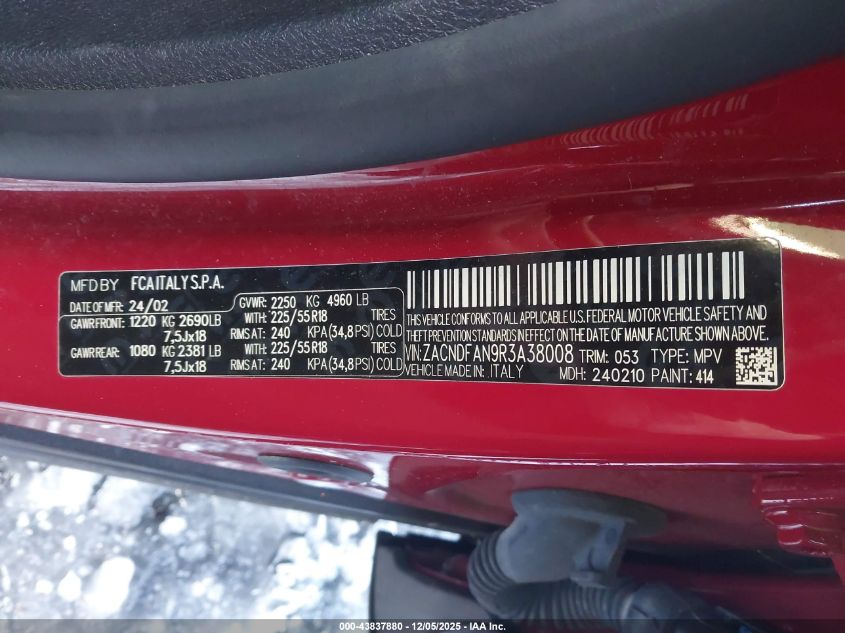 MFD BY FCA ITALY S.P.A.
DATE OF MFR: 24/02
GVWR: 2250 KG 4960 LB
GAWR FRONT: 1220 KG 2690LB WITH: 225/55 R18 TIRES
7,5Jx18 RIMS AT: 240 KPA (34,8 PSI) COLD
GAWR REAR: 1080 KG 2381 LB WITH: 225/55 R18 TIRES
7,5Jx18 RIMS AT: 240 KPA (34,8 PSI) COLD
THIS VEHICLE CONFORMS TO ALL APPLICABLE U.S. FEDERAL MOTOR VEHICLE SAFETY AND
THEFT PREVENTION STANDARDS IN EFFECT ON THE DATE OF MANUFACTURE SHOWN ABOVE
VIN: ZACNDFAN9R3A38008 TRIM: 053 TYPE: MPV
VEHICLE MADE IN: ITALY MDH: 240210 PAINT: 414
000-43837880 - 12/05/2025 - IAA Inc.